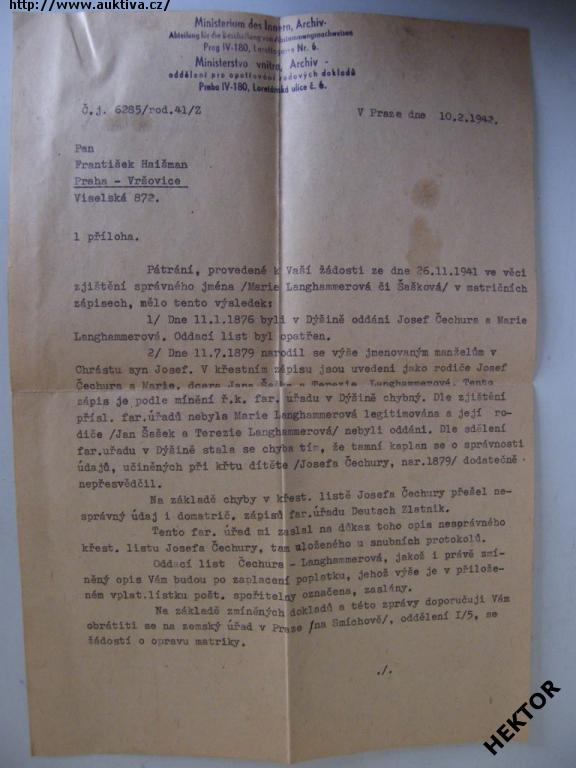 http://www.auktiva.cz/
Ministerium des Innern, Archiv-
Abteilung für die Beschaffung von Abstammungsnachweisen
Prag IV-180, Lorettogasse Nr. 6.
Ministerstvo vnitra, Archiv -
oddělení pro opatřování rodových dokladů
Praha IV-180, Loretánská ulice č. 6.
Č.j. 6285/rod.41/Z
V Praze dne 10.2.1942.
Pan
František Haišman
Praha - Vršovice
Viselská 872.
1 příloha.
Pátrání, provedené k Vaší žádosti ze dne 26.11.1941 ve věci
zjištění správného jména /Marie Langhammerová či Šašková/ v matričních
zápisech, mělo tento výsledek:
1/ Dne 11.1.1876 byli v Dýšině oddáni Josef Čechura a Marie
Langhammerová. Oddací list byl opatřen.
2/ Dne 11.7.1879 narodil se výše jmenovaným manželům v
Chrástu syn Josef. V křestním zápisu jsou uvedeni jako rodiče Josef
Čechura a Marie, dcera Jana Šaška a Terezie Langhammerové. Tento
zápis je podle mínění ř.k. far. úřadu v Dýšině chybný. Dle zjištění
přísl. far.úřadů nebyla Marie Langhammerová legitimována a její ro-
diče /Jan Šašek a Terezie Langhammerová/ nebyli oddáni. Dle sdělení
far.uřadu v Dýšině stala se chyba tím, že tamní kaplan se o správnosti
údajů, učiněných při křtu dítěte /Josefa Čechury, nar.1879/ dodatečně
nepřesvědčil.
Na základě chyby v křest. listě Josefa Čechury přešel ne-
správný údaj i do matrič. zápisů far.úřadu Deutsch Zlatnik.
Tento far. úřad mi zaslal na důkaz toho opis nesprávného
křest. listu Josefa Čechury, tam uloženého u snubních protokolů.
Oddací list Čechura - Langhammerová, jakož i právě zmí-
něný opis Vám budou po zaplacení poplatku, jehož výše je v přilože-
ném vplat.lístku pošt. spořitelny označena, zaslány.
Na základě zmíněných dokladů a této zprávy doporučuji Vám
obrátiti se na zemský úřad v Praze /na Smíchově/, oddělení I/5, se
žádostí o opravu matriky.
./.
HEKTOR